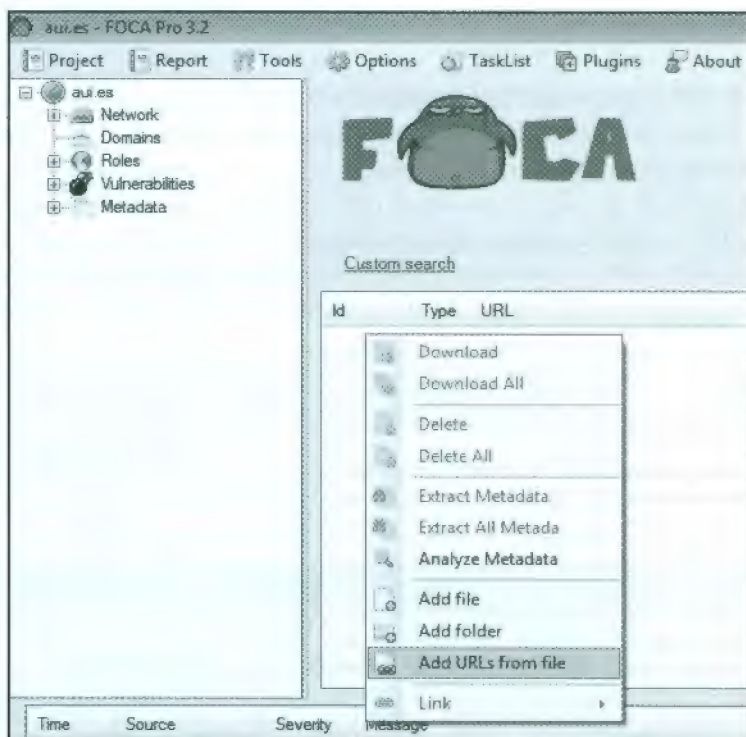 aui.es - FOCA Pro 3.2
Project Report Tools Options TaskList Plugins About
aui.es
Network
Domains
Roles
Vulnerabilities
Metadata
FOCA
Custom search
Id Type URL
Download
Download All
Delete
Delete All
Extract Metadata
Extract All Metada
Analyze Metadata
Add file
Add folder
Add URLs from file
Link
Time Source Severity Message